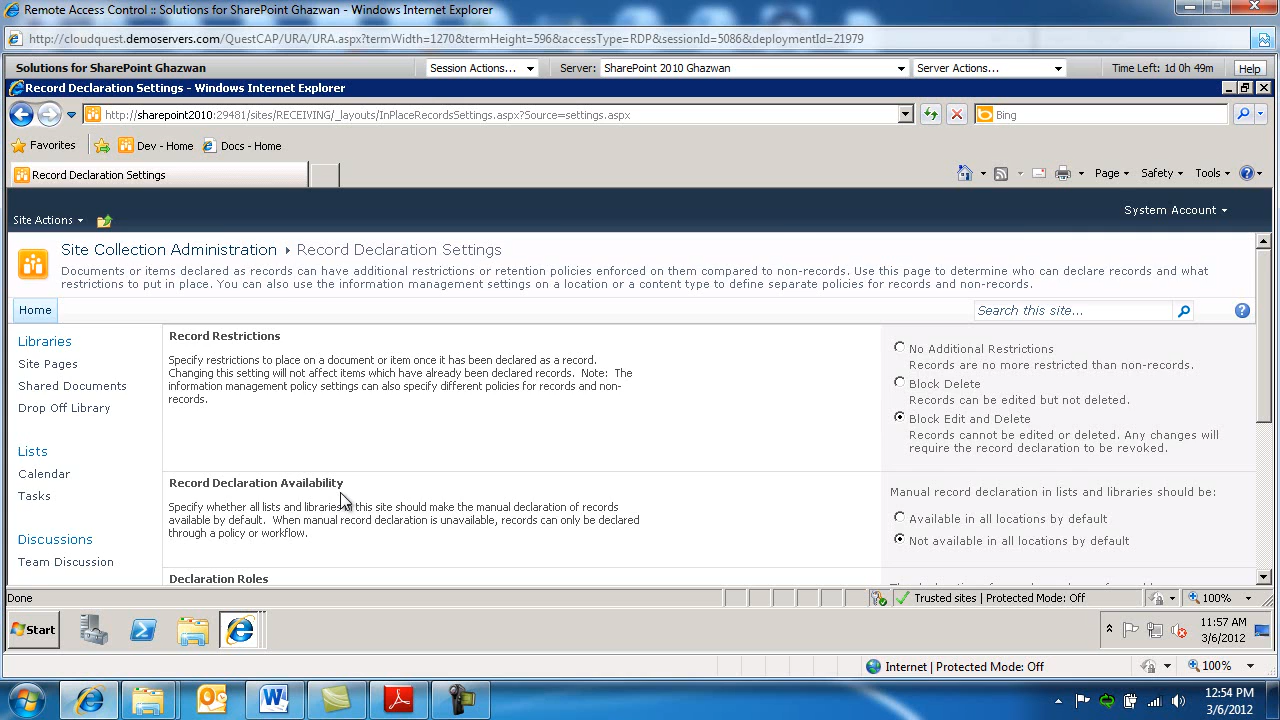 Remote Access Control :: Solutions for SharePoint Ghazwan - Windows Internet Explorer
http://cloudquest.demoservers.com/QuestCAP/URA/URA.aspx?termWidth=1270&termHeight=596&accessType=RDP&sessionId=5086&deploymentId=21979
Solutions for SharePoint Ghazwan
Session Actions...
Server:
SharePoint 2010 Ghazwan
Server Actions...
Time Left: 1d 0h 49m
Help
Record Declaration Settings - Windows Internet Explorer
http://sharepoint2010:29481/sites/RECEIVING/_layouts/InPlaceRecordsSettings.aspx?Source=settings.aspx
Bing
Favorites
Dev - Home
Docs - Home
Record Declaration Settings
Page
Safety
Tools
System Account
Site Actions
Site Collection Administration
Record Declaration Settings
Documents or items declared as records can have additional restrictions or retention policies enforced on them compared to non-records. Use this page to determine who can declare records and what
restrictions to put in place. You can also use the information management settings on a location or a content type to define separate policies for records and non-records.
Home
Search this site...
Libraries
Site Pages
Shared Documents
Drop Off Library
Lists
Calendar
Tasks
Discussions
Team Discussion
Record Restrictions
Specify restrictions to place on a document or item once it has been declared as a record.
Changing this setting will not affect items which have already been declared records. Note: The
information management policy settings can also specify different policies for records and non-
records.
No Additional Restrictions
Records are no more restricted than non-records.
Block Delete
Records can be edited but not deleted.
Block Edit and Delete
Records cannot be edited or deleted. Any changes will
require the record declaration to be revoked.
Record Declaration Availability
Specify whether all lists and libraries this site should make the manual declaration of records
available by default. When manual record declaration is unavailable, records can only be declared
through a policy or workflow.
Manual record declaration in lists and libraries should be:
Available in all locations by default
Not available in all locations by default
Declaration Roles
Done
Trusted sites | Protected Mode: Off
100%
Start
11:57 AM
3/6/2012
Internet | Protected Mode: Off
100%
12:54 PM
3/6/2012